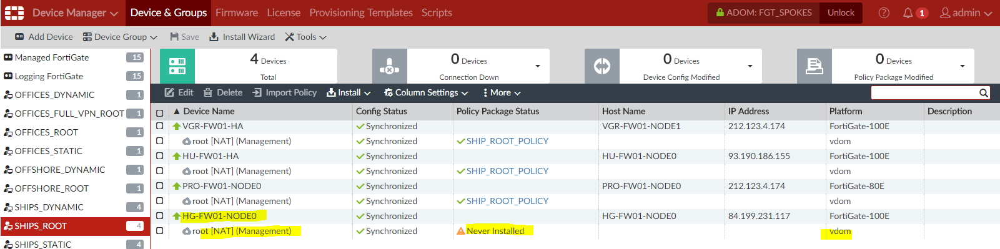 Device Manager Device & Groups Firmware License Provisioning Templates Scripts ADOM: FGT_SPOKES Unlock ? 1 admin
Add Device Device Group Save Install Wizard Tools
Managed FortiGate 15
Logging FortiGate 15
OFFICES_DYNAMIC 1
OFFICES_FULL_VPN_ROOT 1
OFFICES_ROOT 1
OFFICES_STATIC 1
OFFSHORE_DYNAMIC 1
OFFSHORE_ROOT 1
SHIPS_DYNAMIC 4
SHIPS_ROOT 4
SHIPS_STATIC 4
4 Devices
Total
0 Devices
Connection Down
0 Devices
Device Config Modified
0 Devices
Policy Package Modified
Edit Delete Import Policy Install Column Settings More
Device Name Config Status Policy Package Status Host Name IP Address Platform Description
VGR-FW01-HA Synchronized VGR-FW01-NODE1 212.123.4.174 FortiGate-100E
root [NAT] (Management) Synchronized SHIP_ROOT_POLICY vdom
HU-FW01-HA Synchronized HU-FW01-NODE0 93.190.186.155 FortiGate-100E
root [NAT] (Management) Synchronized SHIP_ROOT_POLICY vdom
PRO-FW01-NODE0 Synchronized PRO-FW01-NODE0 212.123.4.174 FortiGate-80E
root [NAT] (Management) Synchronized SHIP_ROOT_POLICY vdom
HG-FW01-NODE0 Synchronized HG-FW01-NODE0 84.199.231.117 FortiGate-100E
root [NAT] (Management) Synchronized Never Installed vdom